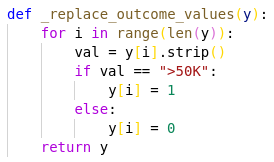 def _replace_outcome_values(y):
    for i in range(len(y)):
        val = y[i].strip()
        if val == ">50K":
            y[i] = 1
        else:
            y[i] = 0
    return y